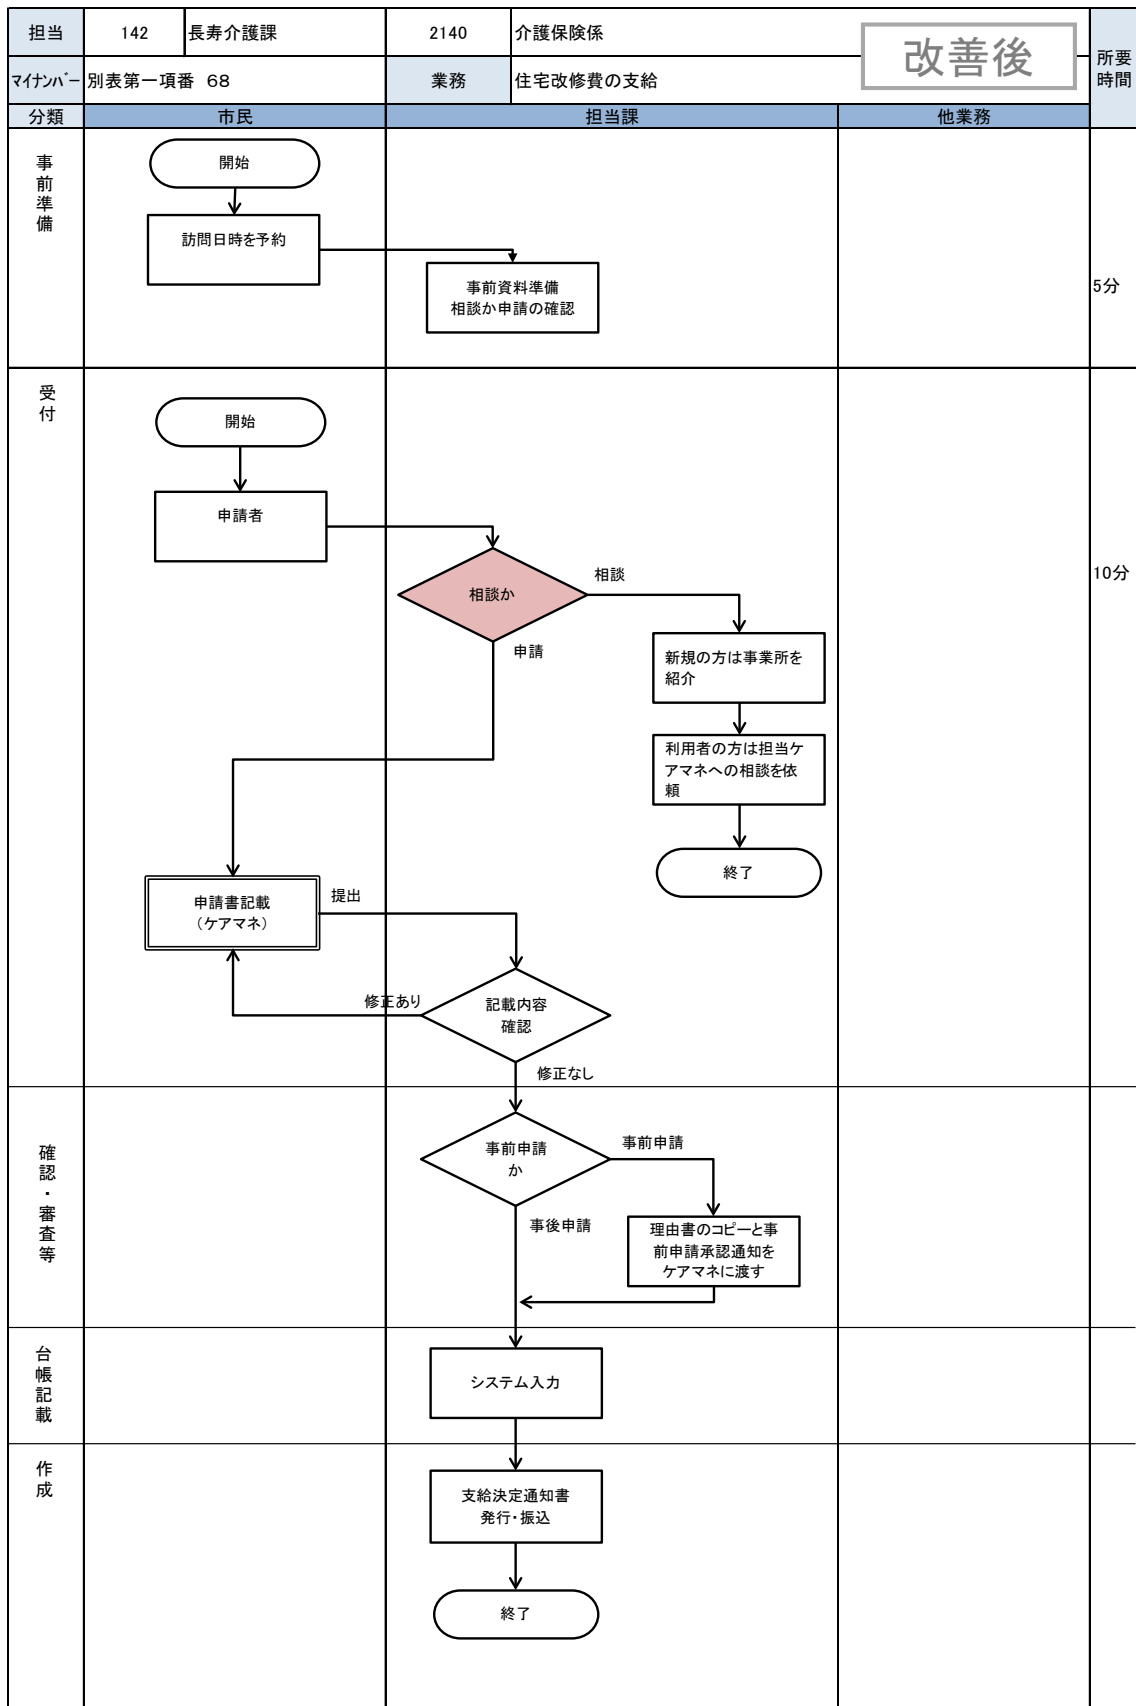 担当 142 長寿介護課 2140 介護保険係 改善後 所要
時間
マイナンバー 別表第一項番 68 業務 住宅改修費の支給
分類 市民 担当課 他業務
事前準備
開始
訪問日時を予約
事前資料準備
相談か申請の確認
5分
受付
開始
申請者
相談か
相談
10分
申請
新規の方は事業所を
紹介
利用者の方は担当ケ
アマネへの相談を依
頼
終了
申請書記載
(ケアマネ)
提出
修正あり
記載内容
確認
修正なし
確認・審査等
事前申請
か
事前申請
事後申請
理由書のコピーと事
前申請承認通知を
ケアマネに渡す
台帳記載
システム入力
作成
支給決定通知書
発行・振込
終了